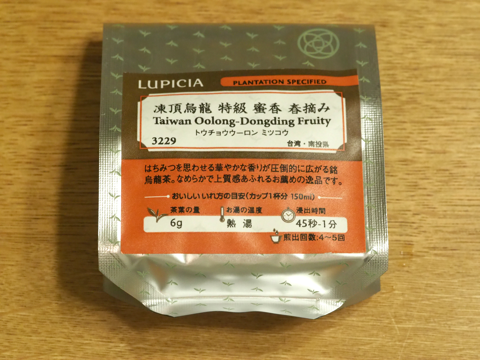 LUPICIA
PLANTATION SPECIFIED
凍頂烏龍 特級 蜜香 春摘み
Taiwan Oolong-Dongding Fruity
トウチョウウーロン ミツコウ
3229 台湾・南投県
はちみつを思わせる華やかな香りが圧倒的に広がる銘
烏龍茶。なめらかで上質感あふれるお薦めの逸品です。
おいしいいれ方の目安(カップ1杯分 150ml)
茶葉の量 お湯の温度 浸出時間
6g 熱湯 45秒-1分
煎出回数:4〜5回